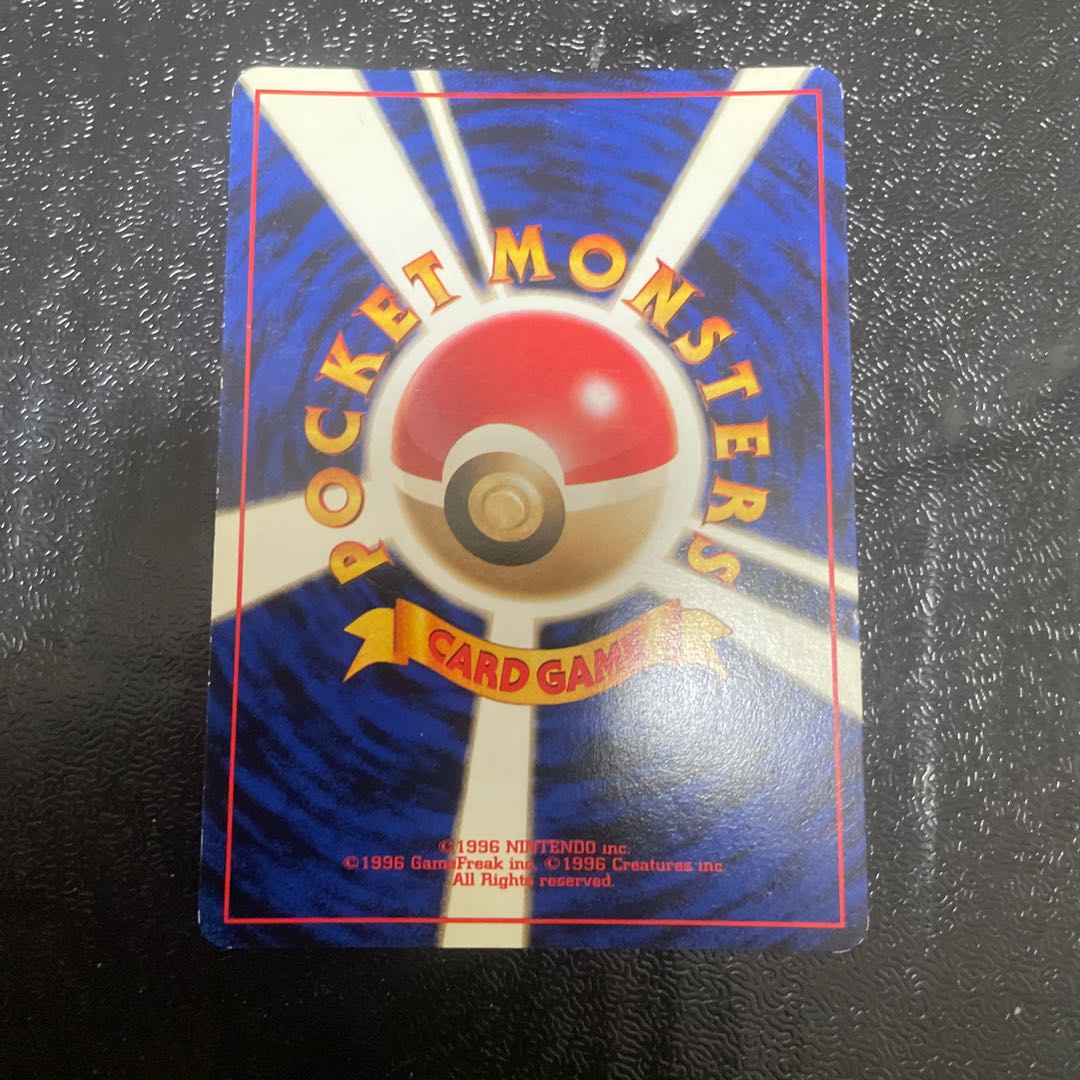 POCKET MONSTERS
CARD GAME
©1996 NINTENDO inc.
©1996 GameFreak inc. ©1996 Creatures inc.
All Rights reserved.